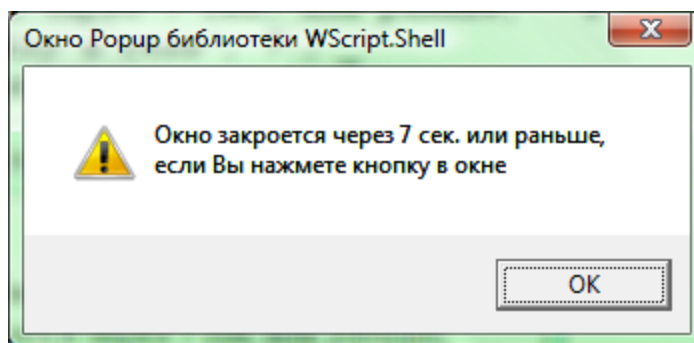 Окно Popup библиотеки WScript.Shell
Окно закроется через 7 сек. или раньше,
если Вы нажмете кнопку в окне
OK